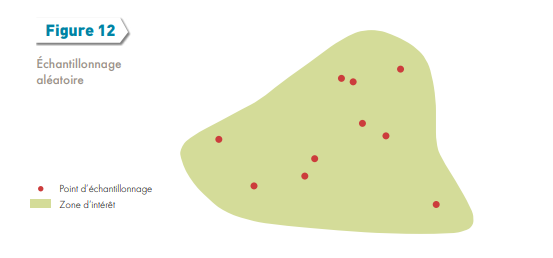 Figure 12
Échantillonnage
aléatoire
Point d'échantillonnage
Zone d'intérêt